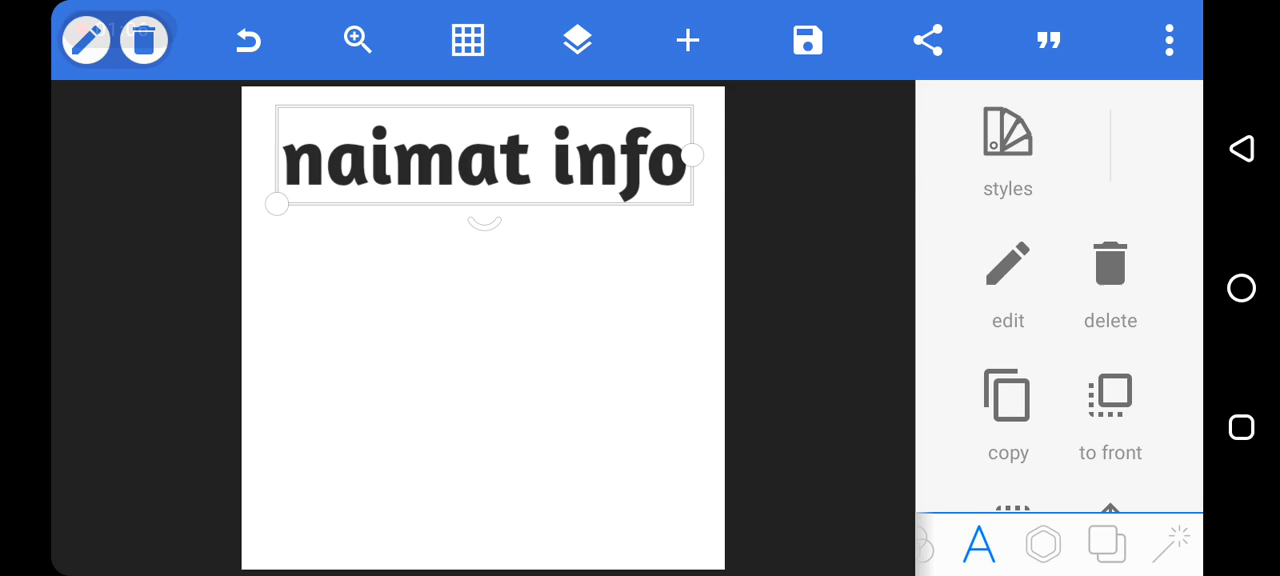 naimat info
styles
edit
delete
copy
to front